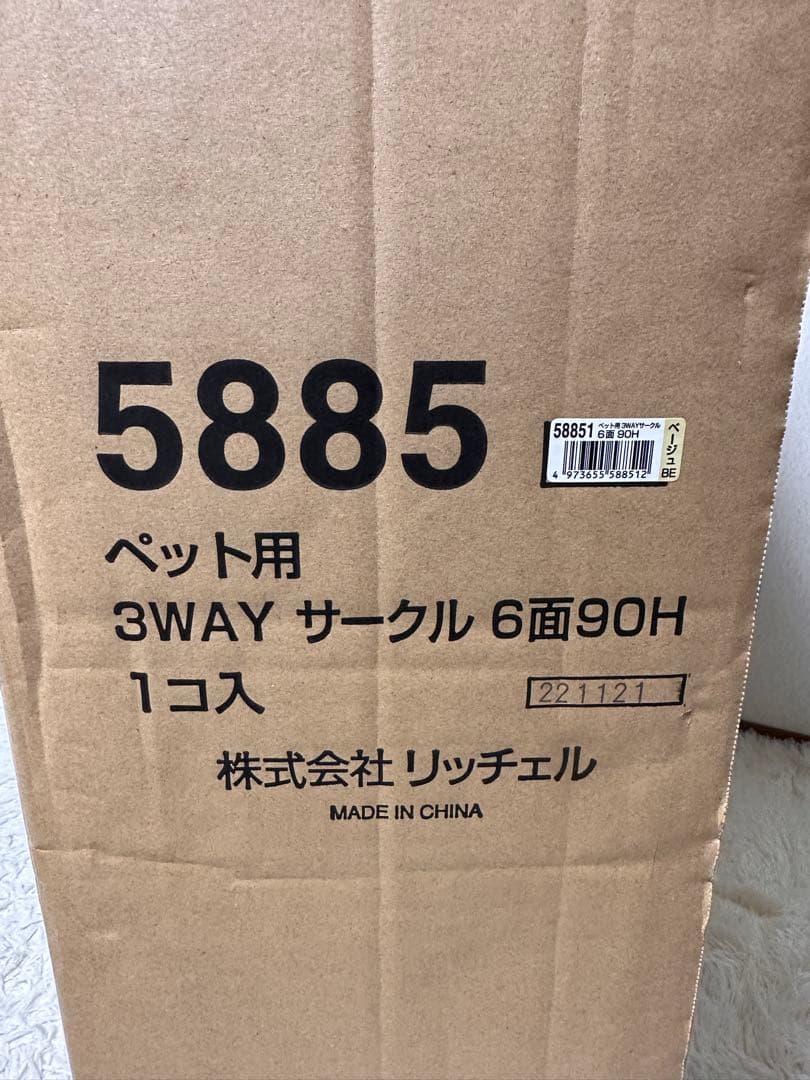 5885
58851 ペット用 3WAYサークル
6面 90H
4 973655 588512
ベージュ
BE
ペット用
3WAY サークル 6面90H
1コ入
221121
株式会社 リッチェル
MADE IN CHINA